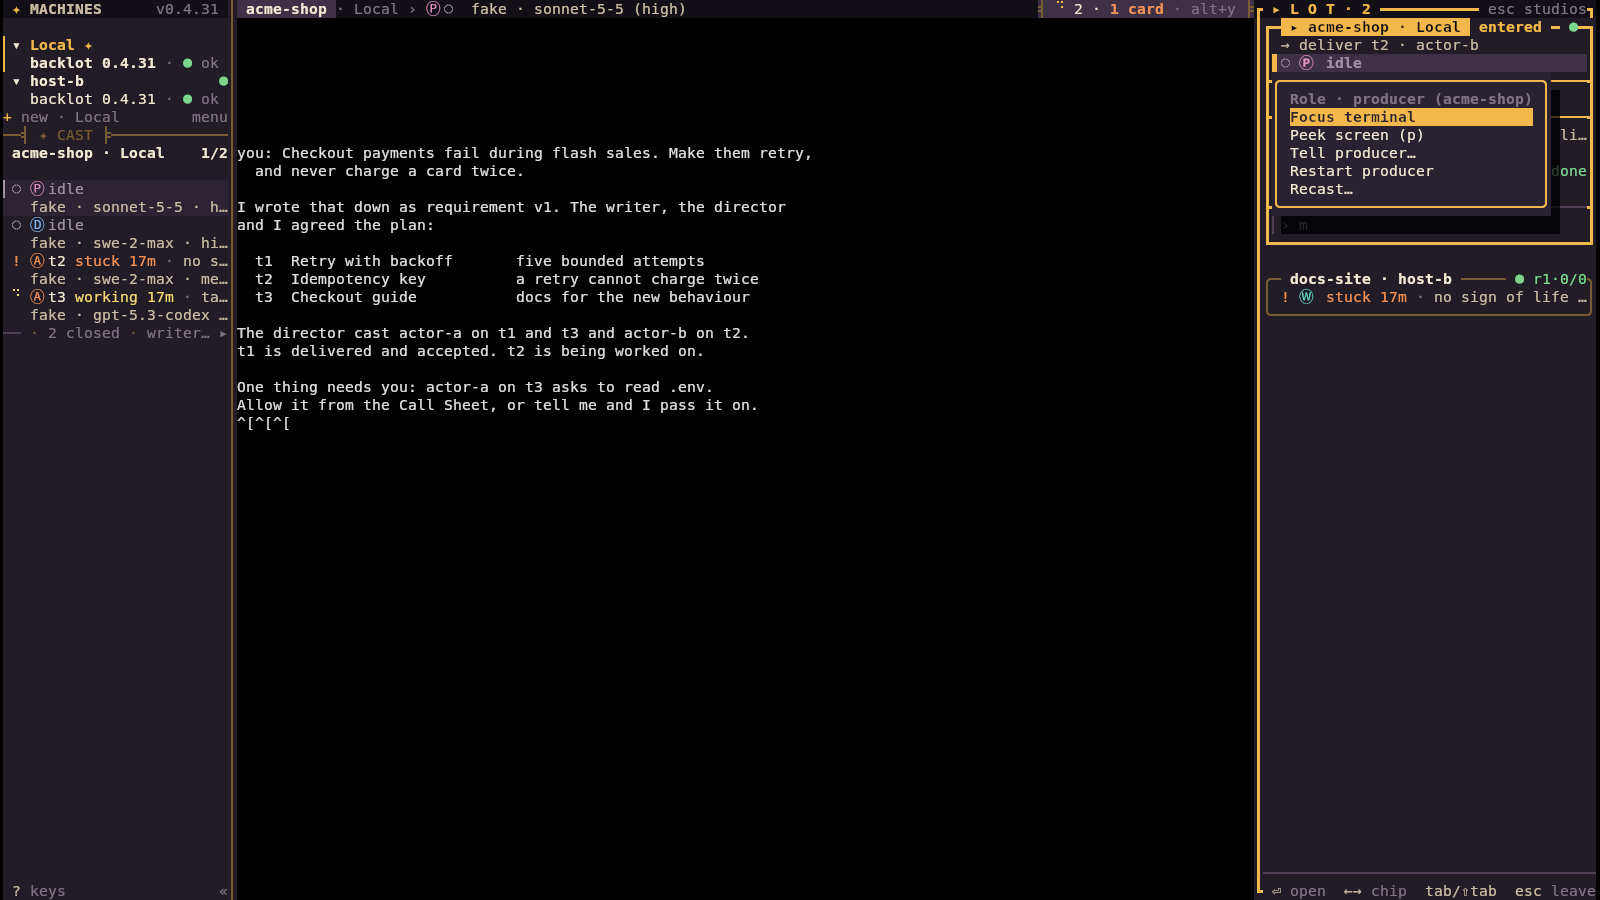 ✦ MACHINES v0.4.31
▾ Local ✦
backlot 0.4.31 · ● ok
▾ host-b ●
backlot 0.4.31 · ● ok
+ new · Local menu
✦ CAST
acme-shop · Local 1/2
◌ Ⓟ idle
fake · sonnet-5-5 · h…
◌ Ⓓ idle
fake · swe-2-max · hi…
! Ⓐ t2 stuck 17m · no s…
fake · swe-2-max · me…
Ⓐ t3 working 17m · ta…
fake · gpt-5.3-codex …
· 2 closed · writer… ▸
? keys «
acme-shop · Local › Ⓟ◌ fake · sonnet-5-5 (high)
2 · 1 card · alt+y
you: Checkout payments fail during flash sales. Make them retry,
and never charge a card twice.
I wrote that down as requirement v1. The writer, the director
and I agreed the plan:
t1 Retry with backoff five bounded attempts
t2 Idempotency key a retry cannot charge twice
t3 Checkout guide docs for the new behaviour
The director cast actor-a on t1 and t3 and actor-b on t2.
t1 is delivered and accepted. t2 is being worked on.
One thing needs you: actor-a on t3 asks to read .env.
Allow it from the Call Sheet, or tell me and I pass it on.
^[^[^[
▸ L O T · 2 esc studios
▸ acme-shop · Local entered ●
→ deliver t2 · actor-b
◌ Ⓟ idle
Role · producer (acme-shop)
Focus terminal
Peek screen (p)
li…
Tell producer…
Restart producer
done
Recast…
› m
docs-site · host-b ● r1·0/0
! Ⓦ stuck 17m · no sign of life …
⏎ open ←→ chip tab/⇧tab esc leave